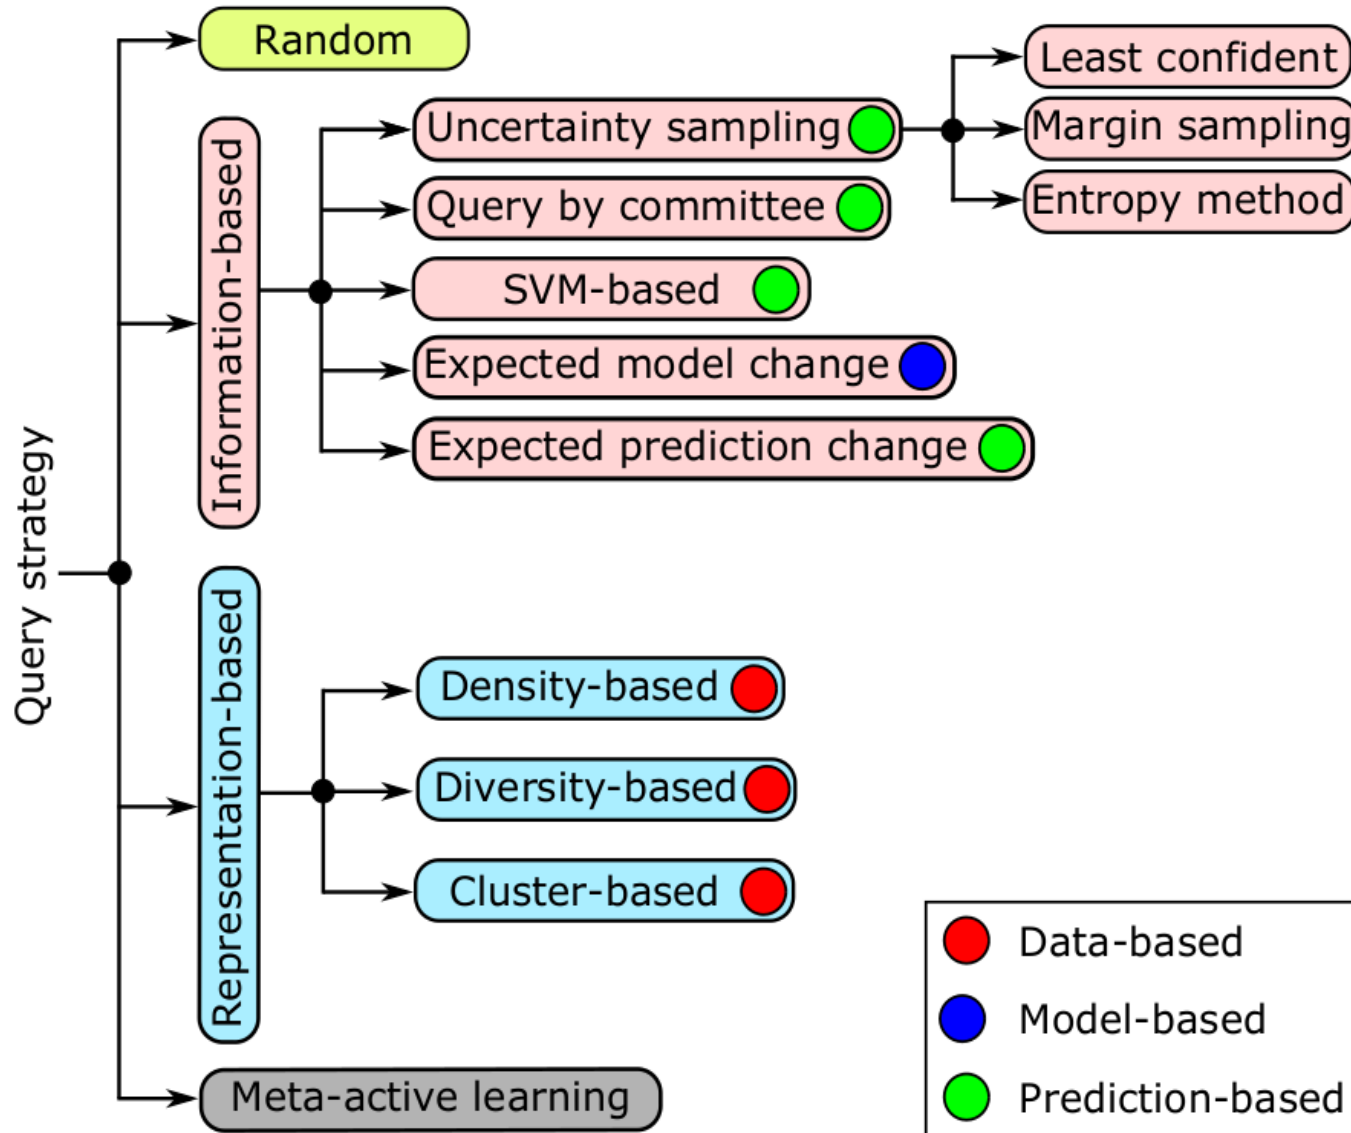 Query strategy
Random
Information-based
Uncertainty sampling
Least confident
Margin sampling
Entropy method
Query by committee
SVM-based
Expected model change
Expected prediction change
Representation-based
Density-based
Diversity-based
Cluster-based
Meta-active learning
Data-based
Model-based
Prediction-based